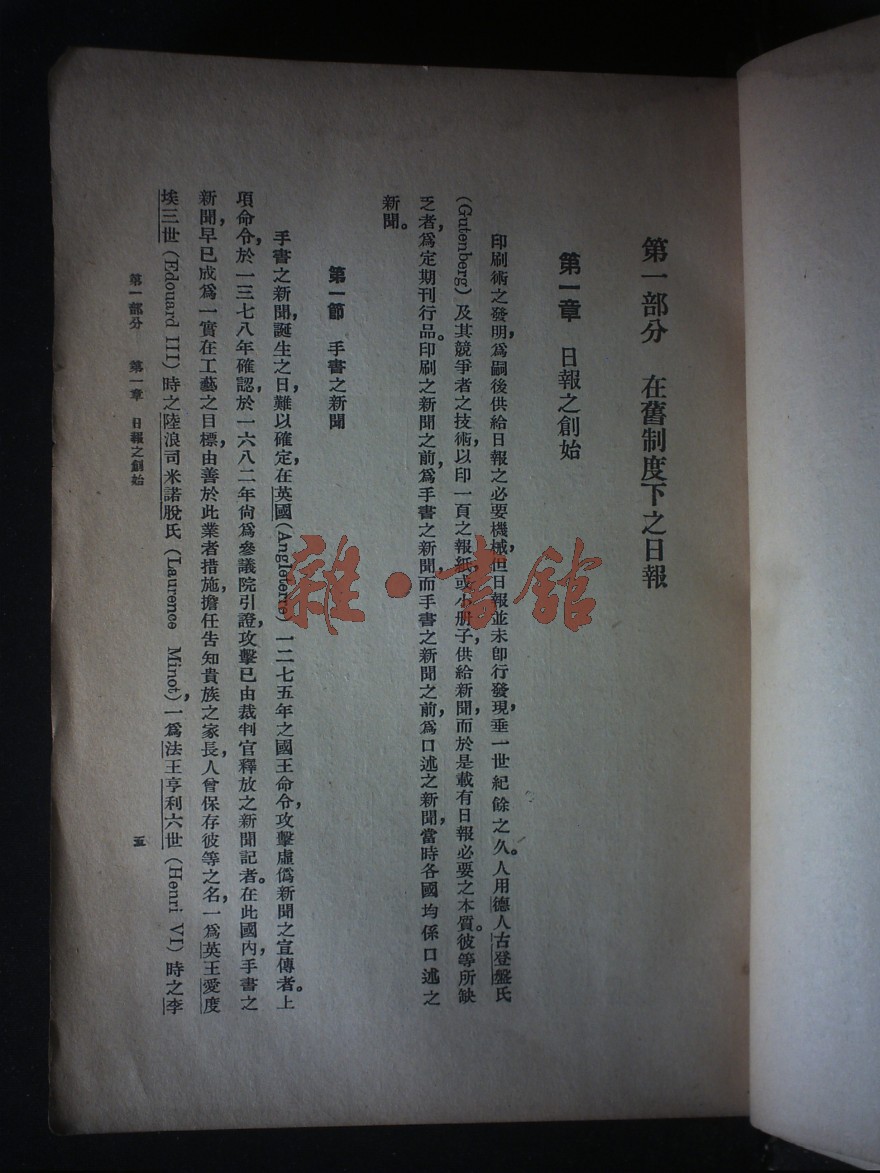 第一部分　在舊制度下之日報
第一章　日報之創始
印刷術之發明，爲嗣後供給日報之必要機械，但日報並未卽行發現，垂一世紀餘之久。人用德人古登盤氏
(Gutenberg) 及其競爭者之技術，以印一頁之報紙，或小册子，供給新聞，而於是載有日報必要之本質。彼等所缺
乏者，爲定期刊行品。印刷之新聞之前，爲手書之新聞，而手書之新聞之前，爲口述之新聞，當時各國均係口述之
新聞。
第一節　手書之新聞
手書之新聞，誕生之日，難以確定，在英國 (Angleterre) 一二七五年之國王命令，攻擊虛僞新聞之宣傳者。上
項命令，於一三七八年確認，於一六八二年尙爲參議院引證，攻擊已由裁判官釋放之新聞記者。在此國內，手書之
新聞，早已成爲一實在工藝之目標，由善於此業者措施，擔任吿知貴族之家長，人曾保存彼等之名，一爲英王愛度
埃三世 (Edouard III) 時之陸浪司米諾脫氏 (Laurence Minot)，一爲法王亨利六世 (Henri VI) 時之李
第一部分　第一章　日報之創始
五
雜·書館